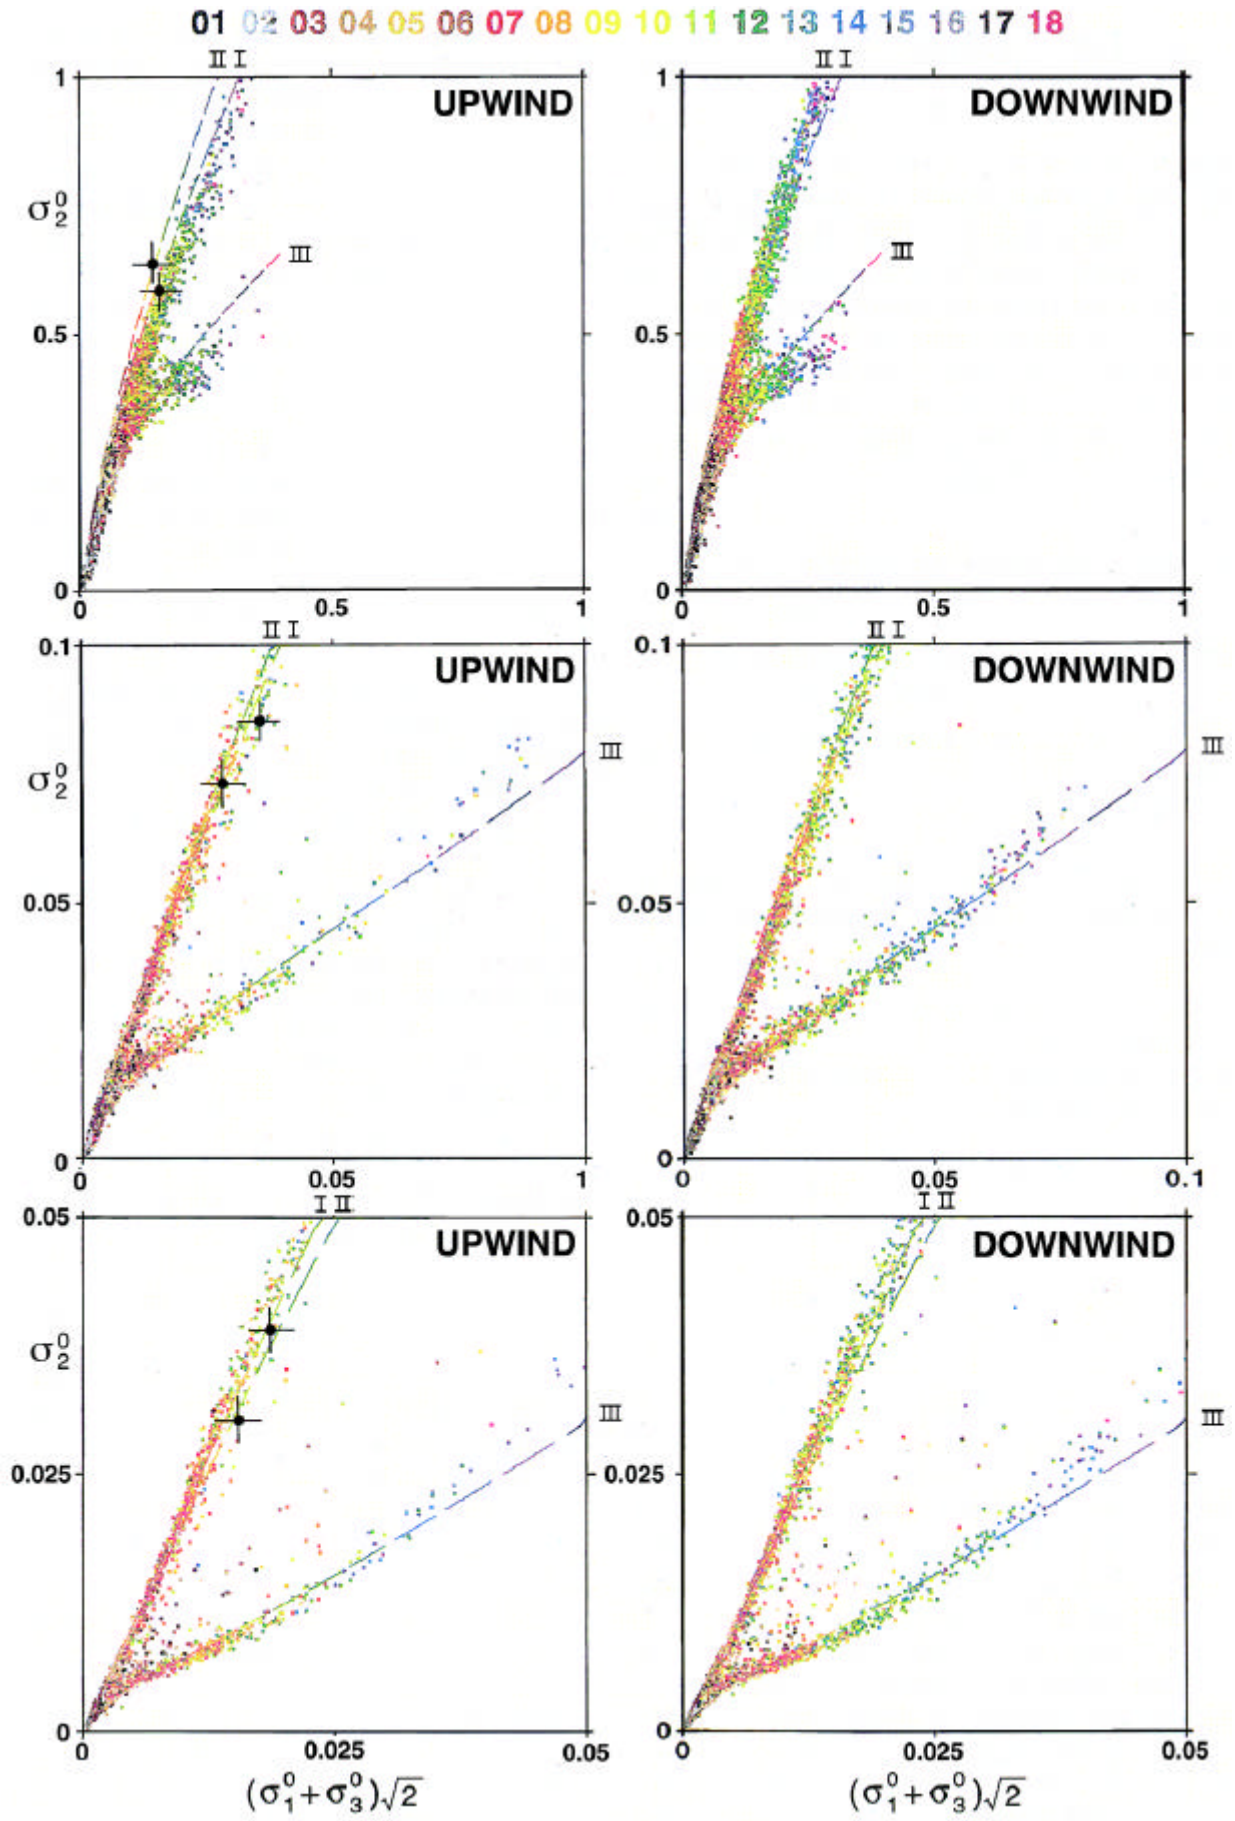 01 02 03 04 05 06 07 08 09 10 11 12 13 14 15 16 17 18
II I
II I
1
UPWIND
1
DOWNWIND
σ₂⁰
III
III
0.5
0.5
0
0
0 0.5 1
0 0.5 1
II I
II I
0.1
UPWIND
0.1
DOWNWIND
σ₂⁰
III
III
0.05
0.05
0
0
0 0.05 1
0 0.05 0.1
I II
I II
0.05
UPWIND
0.05
DOWNWIND
σ₂⁰
III
III
0.025
0.025
0
0
0 0.025 0.05
0 0.025 0.05
(σ₁⁰+σ₃⁰)√2
(σ₁⁰+σ₃⁰)√2